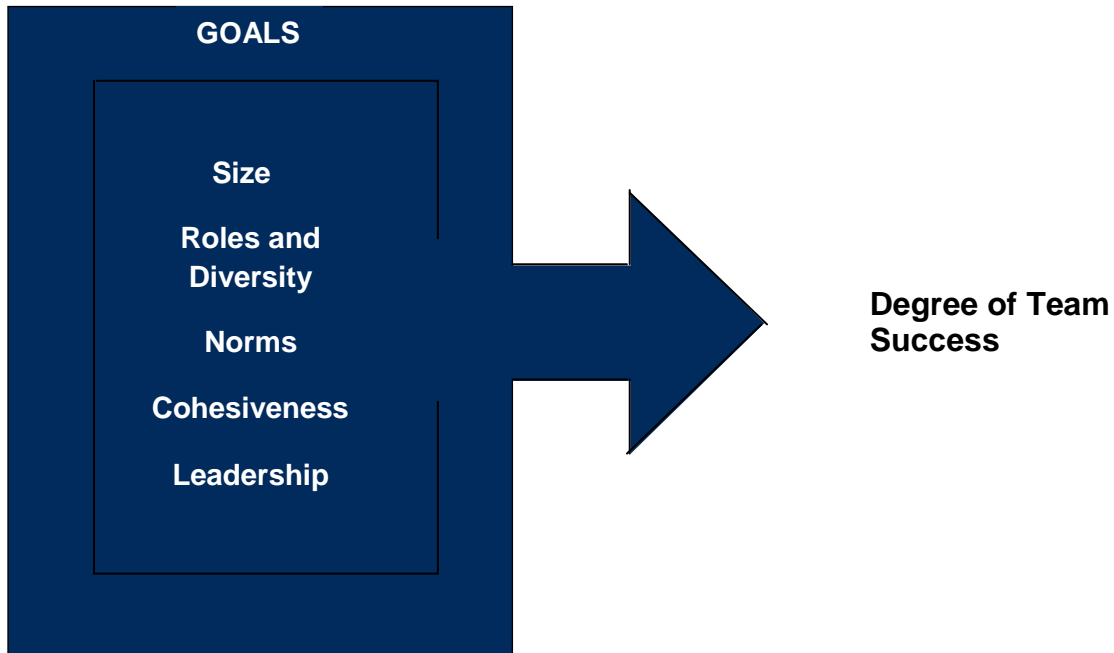 GOALS
Size
Roles and
Diversity
Norms
Cohesiveness
Leadership
Degree of Team
Success